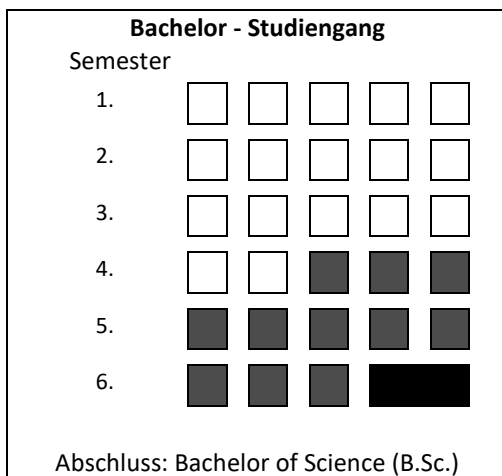 Bachelor - Studiengang
Semester
1.
2.
3.
4.
5.
6.
Abschluss: Bachelor of Science (B.Sc.)